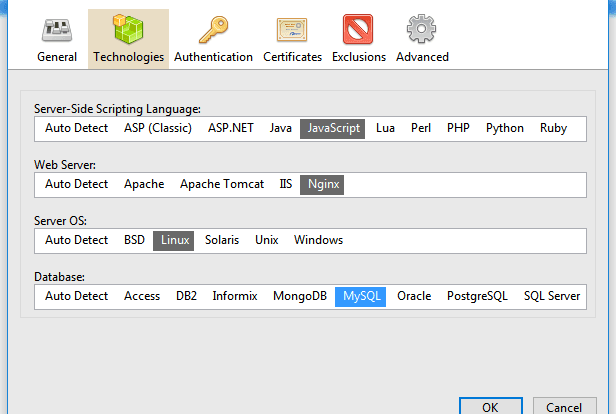 General Technologies Authentication Certificates Exclusions Advanced
Server-Side Scripting Language:
Auto Detect ASP (Classic) ASP.NET Java JavaScript Lua Perl PHP Python Ruby
Web Server:
Auto Detect Apache Apache Tomcat IIS Nginx
Server OS:
Auto Detect BSD Linux Solaris Unix Windows
Database:
Auto Detect Access DB2 Informix MongoDB MySQL Oracle PostgreSQL SQL Server
OK Cancel